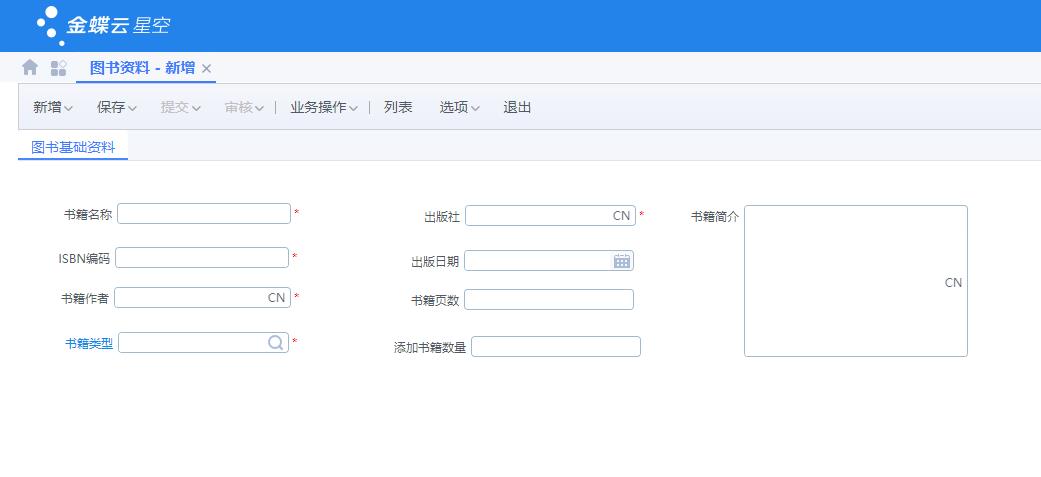 金蝶云 星空
图书资料 - 新增
新增 保存 提交 审核 业务操作 列表 选项 退出
图书基础资料
书籍名称 * 出版社 CN * 书籍简介 CN
ISBN编码 * 出版日期
书籍作者 CN * 书籍页数
书籍类型 * 添加书籍数量